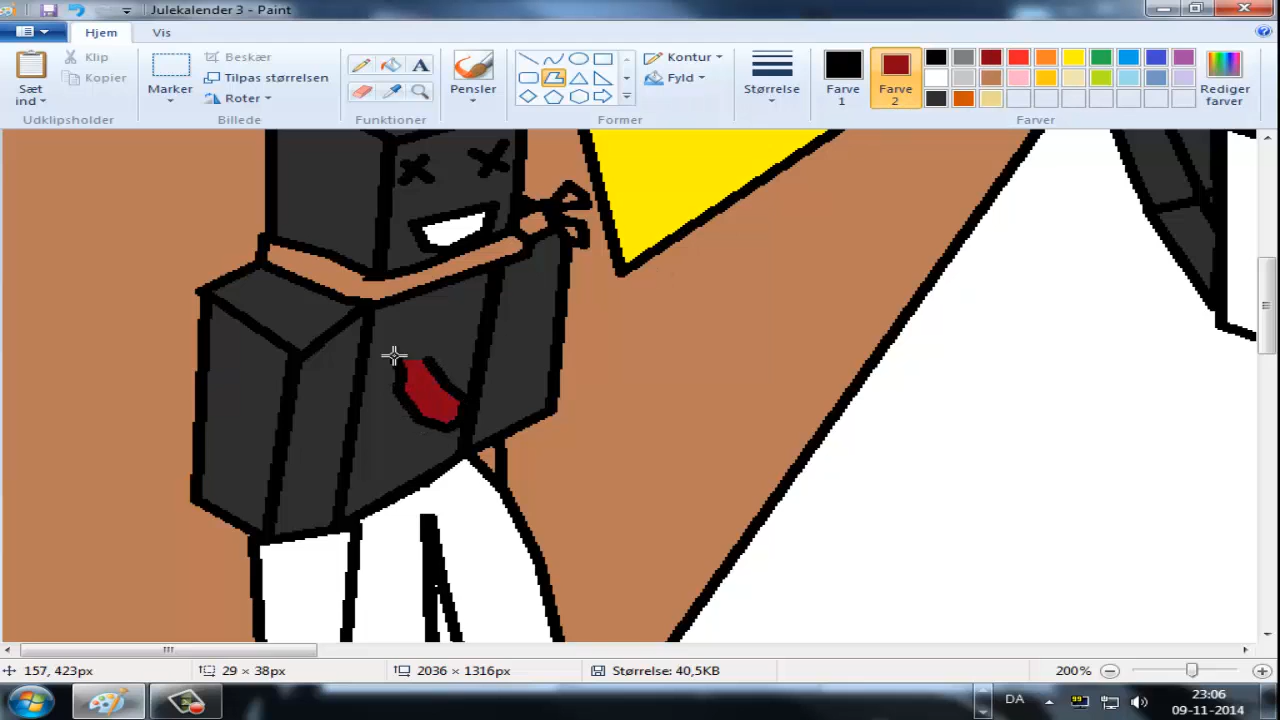 Julekalender 3 - Paint
Hjem Vis
Sæt ind
Klip
Kopier
Udklipsholder
Marker
Beskær
Tilpas størrelsen
Roter
Billede
A
Funktioner
Pensler
Kontur
Fyld
Former
Størrelse
Farve 1
Farve 2
Rediger farver
Farver
157, 423px
29 × 38px
2036 × 1316px
Størrelse: 40,5KB
200%
DA
99
23:06
09-11-2014